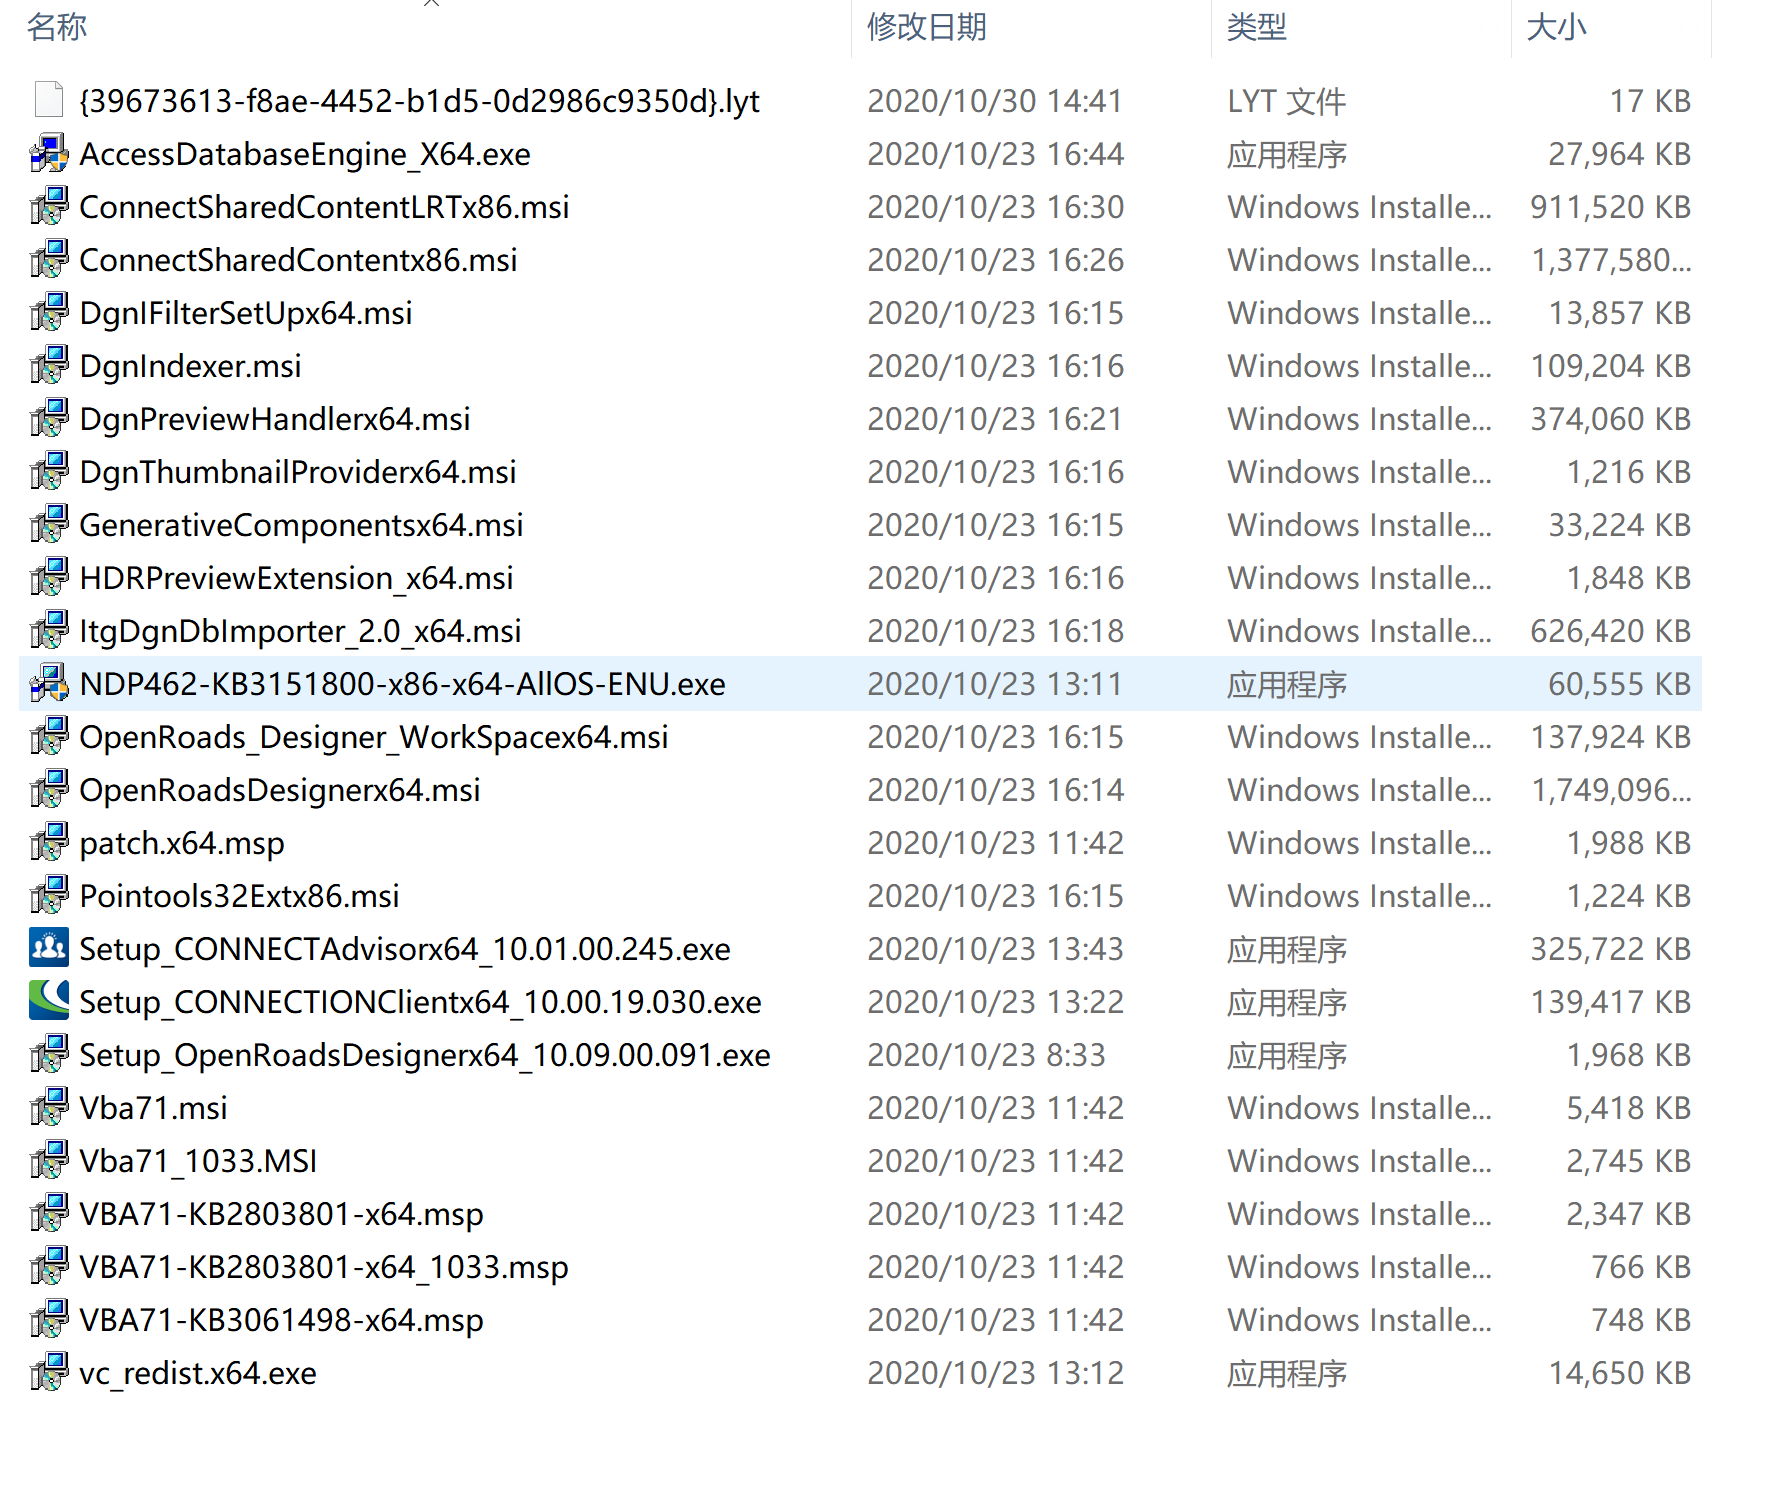 名称 修改日期 类型 大小
{39673613-f8ae-4452-b1d5-0d2986c9350d}.lyt 2020/10/30 14:41 LYT 文件 17 KB
AccessDatabaseEngine_X64.exe 2020/10/23 16:44 应用程序 27,964 KB
ConnectSharedContentLRTx86.msi 2020/10/23 16:30 Windows Installe... 911,520 KB
ConnectSharedContentx86.msi 2020/10/23 16:26 Windows Installe... 1,377,580...
DgnIFilterSetUpx64.msi 2020/10/23 16:15 Windows Installe... 13,857 KB
DgnIndexer.msi 2020/10/23 16:16 Windows Installe... 109,204 KB
DgnPreviewHandlerx64.msi 2020/10/23 16:21 Windows Installe... 374,060 KB
DgnThumbnailProviderx64.msi 2020/10/23 16:16 Windows Installe... 1,216 KB
GenerativeComponentsx64.msi 2020/10/23 16:15 Windows Installe... 33,224 KB
HDRPreviewExtension_x64.msi 2020/10/23 16:16 Windows Installe... 1,848 KB
ItgDgnDbImporter_2.0_x64.msi 2020/10/23 16:18 Windows Installe... 626,420 KB
NDP462-KB3151800-x86-x64-AllOS-ENU.exe 2020/10/23 13:11 应用程序 60,555 KB
OpenRoads_Designer_WorkSpacex64.msi 2020/10/23 16:15 Windows Installe... 137,924 KB
OpenRoadsDesignerx64.msi 2020/10/23 16:14 Windows Installe... 1,749,096...
patch.x64.msp 2020/10/23 11:42 Windows Installe... 1,988 KB
Pointools32Extx86.msi 2020/10/23 16:15 Windows Installe... 1,224 KB
Setup_CONNECTAdvisorx64_10.01.00.245.exe 2020/10/23 13:43 应用程序 325,722 KB
Setup_CONNECTIONClientx64_10.00.19.030.exe 2020/10/23 13:22 应用程序 139,417 KB
Setup_OpenRoadsDesignerx64_10.09.00.091.exe 2020/10/23 8:33 应用程序 1,968 KB
Vba71.msi 2020/10/23 11:42 Windows Installe... 5,418 KB
Vba71_1033.MSI 2020/10/23 11:42 Windows Installe... 2,745 KB
VBA71-KB2803801-x64.msp 2020/10/23 11:42 Windows Installe... 2,347 KB
VBA71-KB2803801-x64_1033.msp 2020/10/23 11:42 Windows Installe... 766 KB
VBA71-KB3061498-x64.msp 2020/10/23 11:42 Windows Installe... 748 KB
vc_redist.x64.exe 2020/10/23 13:12 应用程序 14,650 KB